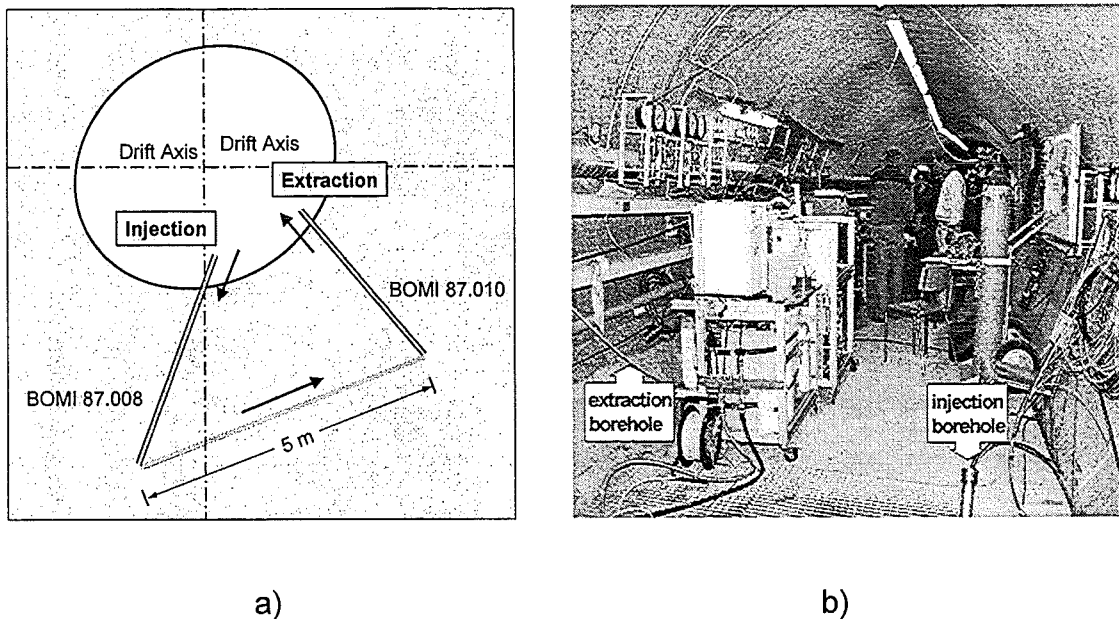 Drift Axis
Drift Axis
Extraction
Injection
BOMI 87.010
BOMI 87.008
5 m
extraction
borehole
injection
borehole
a)
b)